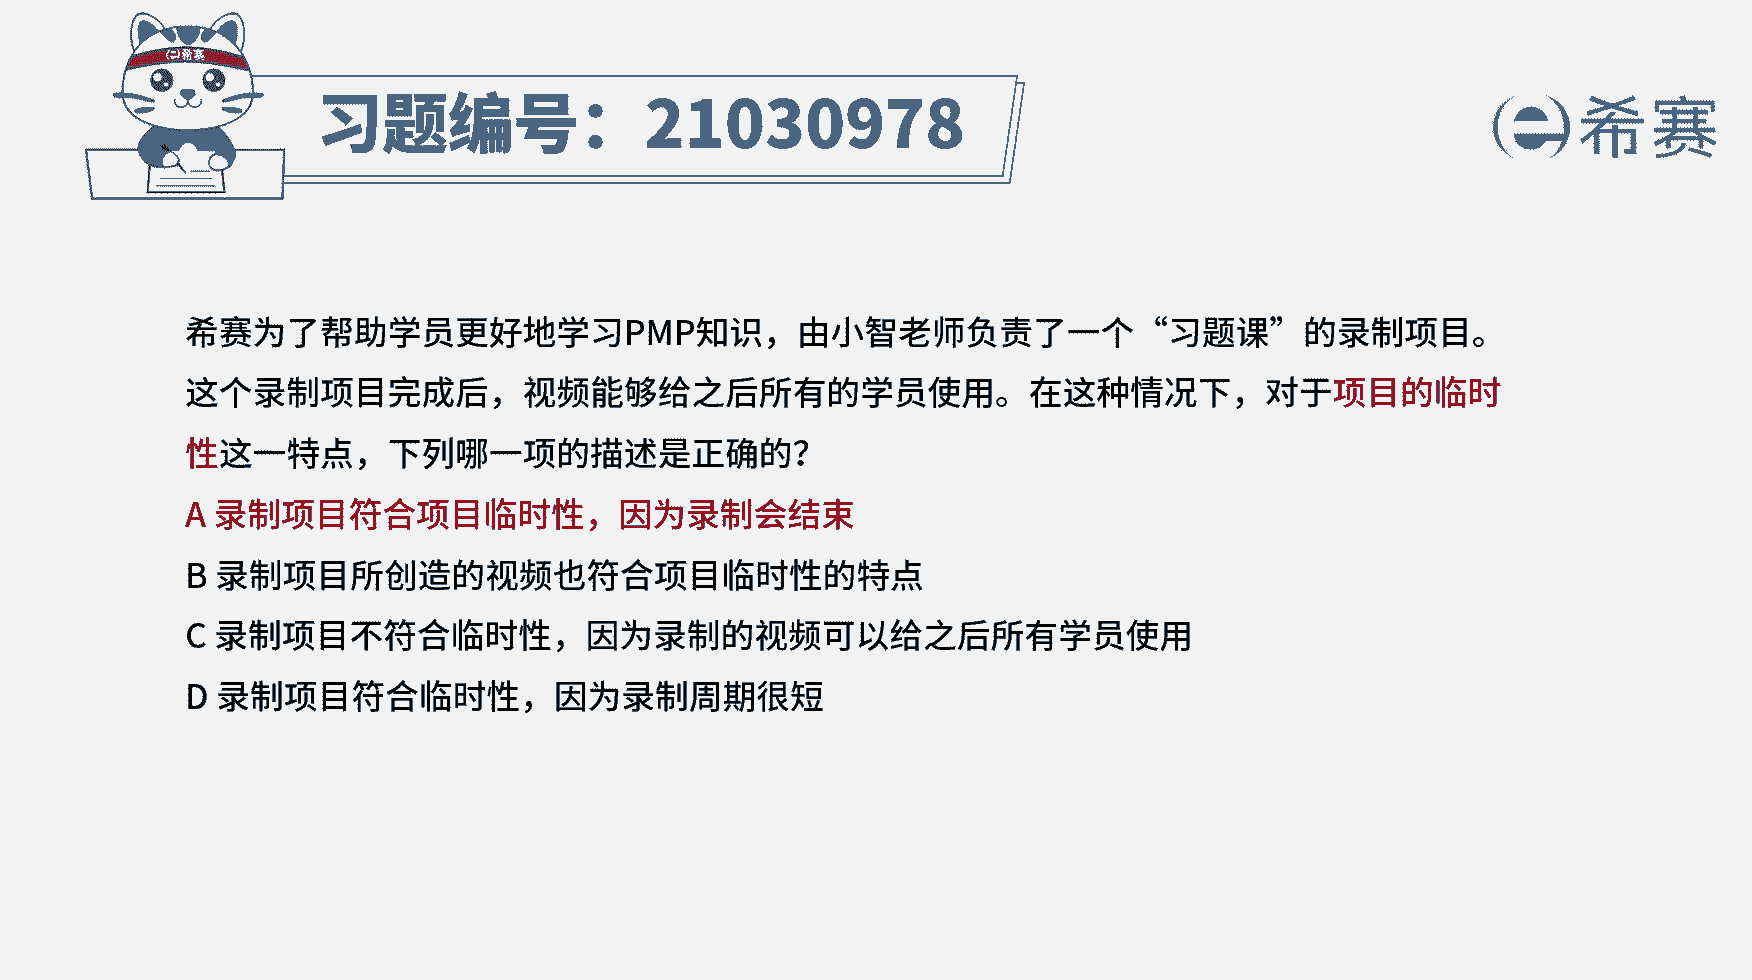 希赛
习题编号：21030978
希赛
希赛为了帮助学员更好地学习PMP知识，由小智老师负责了一个“习题课”的录制项目。
这个录制项目完成后，视频能够给之后所有的学员使用。在这种情况下，对于项目的临时
性这一特点，下列哪一项的描述是正确的？
A 录制项目符合项目临时性，因为录制会结束
B 录制项目所创造的视频也符合项目临时性的特点
C 录制项目不符合临时性，因为录制的视频可以给之后所有学员使用
D 录制项目符合临时性，因为录制周期很短